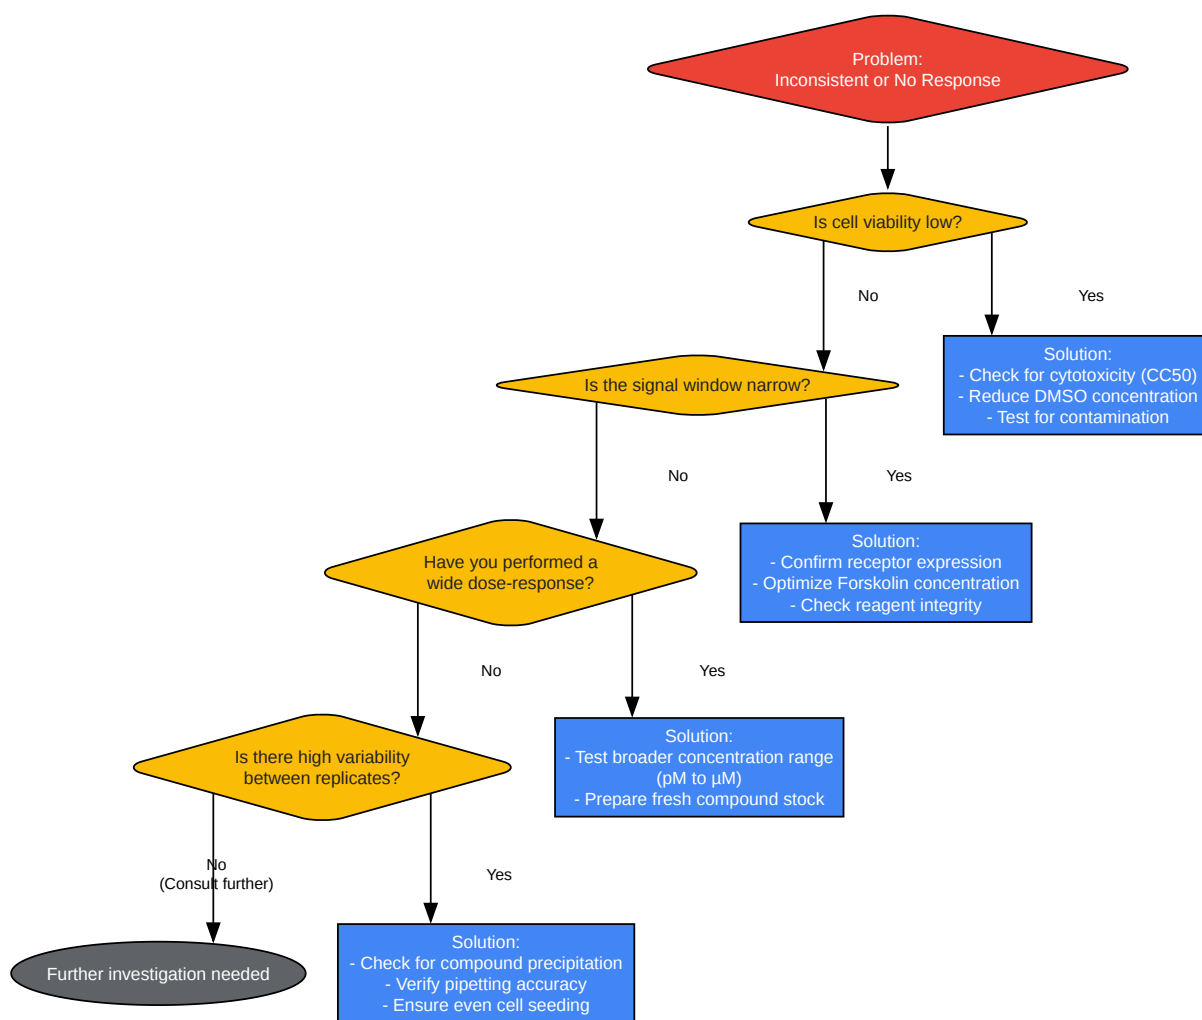 Problem:
Inconsistent or No Response
Is cell viability low?
No
Yes
Solution:
- Check for cytotoxicity (CC50)
- Reduce DMSO concentration
- Test for contamination
Is the signal window narrow?
No
Yes
Solution:
- Confirm receptor expression
- Optimize Forskolin concentration
- Check reagent integrity
Have you performed a
wide dose-response?
No
Yes
Solution:
- Test broader concentration range
(pM to µM)
- Prepare fresh compound stock
Is there high variability
between replicates?
No
(Consult further)
Yes
Further investigation needed
Solution:
- Check for compound precipitation
- Verify pipetting accuracy
- Ensure even cell seeding